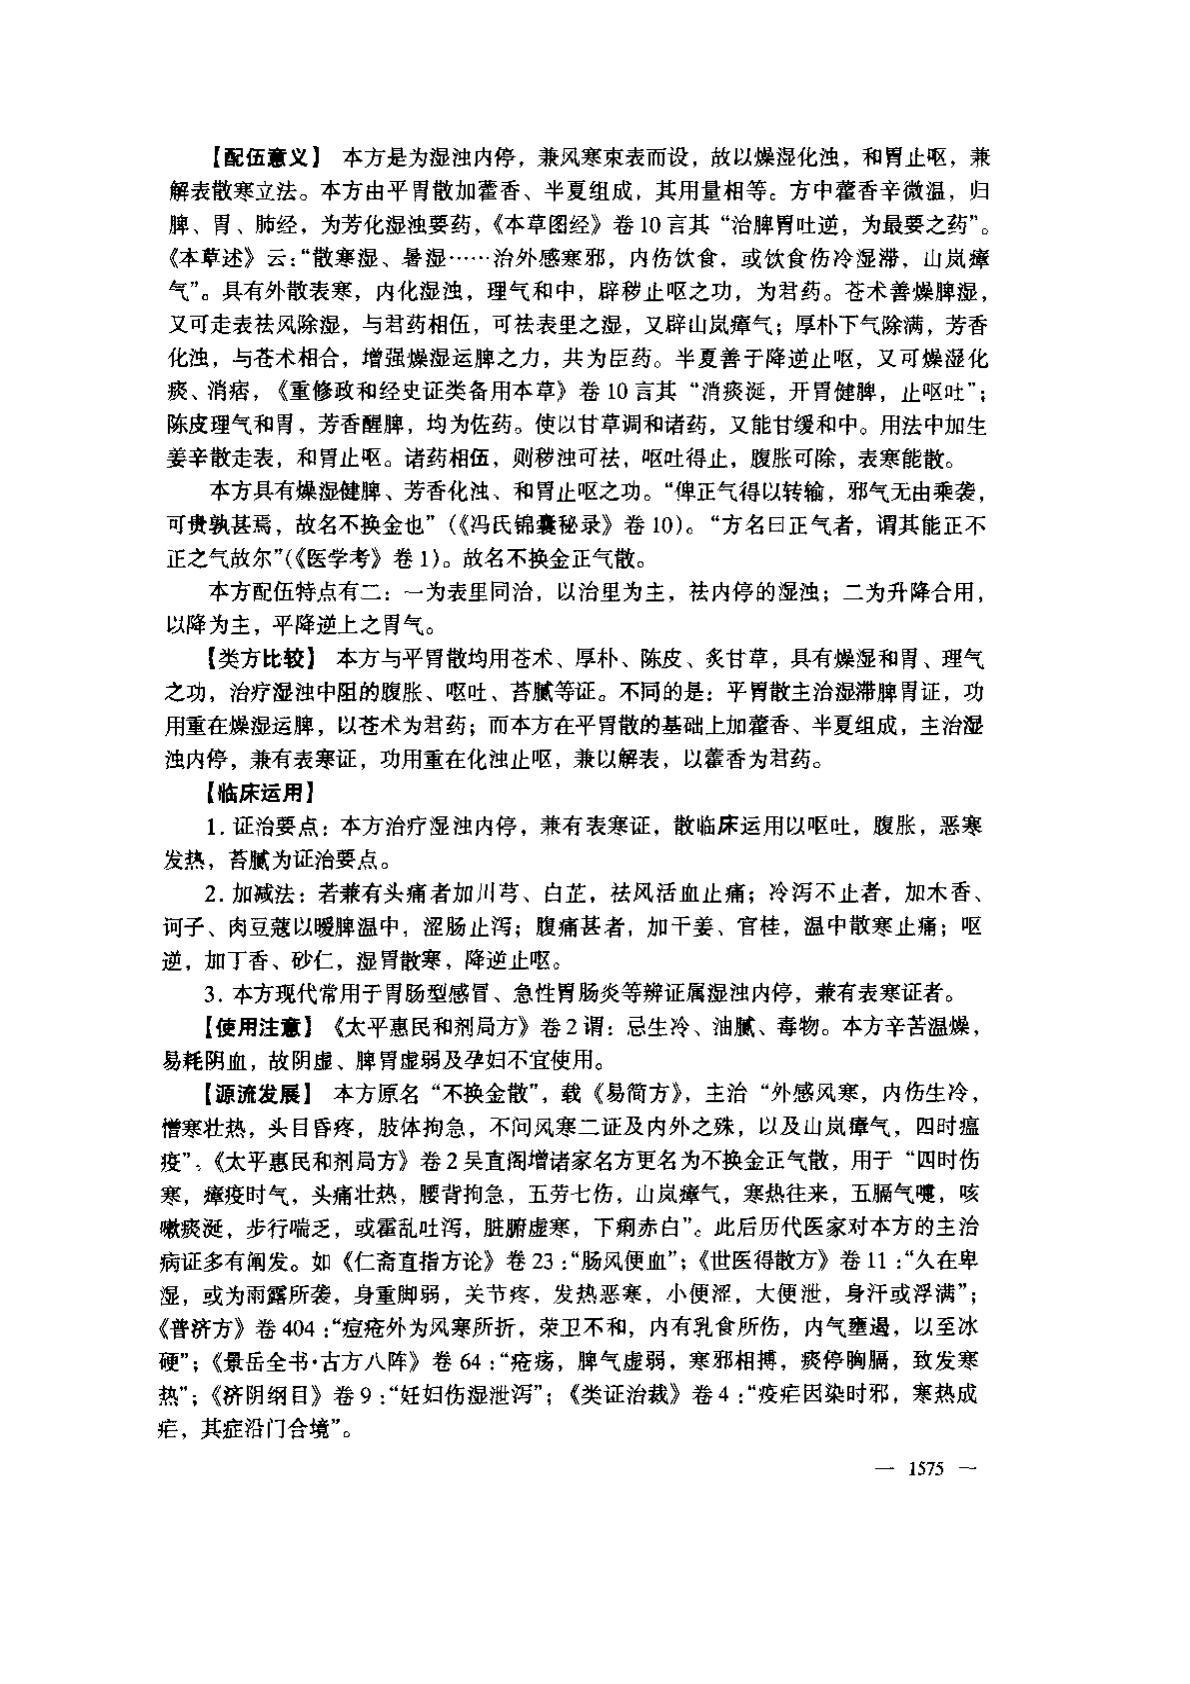 【配伍意义】 本方是为湿浊内停，兼风寒束表而设，故以燥湿化浊，和胃止呕，兼
解表散寒立法。本方由平胃散加藿香、半夏组成，其用量相等。方中藿香辛微温，归
脾、胃、肺经，为芳化湿浊要药，《本草图经》卷 10 言其“治脾胃吐逆，为最要之药”。
《本草述》云：“散寒湿、暑湿……治外感寒邪，内伤饮食，或饮食伤冷湿滞，山岚瘴
气”。具有外散表寒，内化湿浊，理气和中，辟秽止呕之功，为君药。苍术善燥脾湿，
又可走表祛风除湿，与君药相伍，可祛表里之湿，又辟山岚瘴气；厚朴下气除满，芳香
化浊，与苍术相合，增强燥湿运脾之力，共为臣药。半夏善于降逆止呕，又可燥湿化
痰、消痞，《重修政和经史证类备用本草》卷 10 言其“消痰涎，开胃健脾，止呕吐”；
陈皮理气和胃，芳香醒脾，均为佐药。使以甘草调和诸药，又能甘缓和中。用法中加生
姜辛散走表，和胃止呕。诸药相伍，则秽浊可祛，呕吐得止，腹胀可除，表寒能散。
本方具有燥湿健脾、芳香化浊、和胃止呕之功。“俾正气得以转输，邪气无由乘袭，
可贵孰甚焉，故名不换金也”（《冯氏锦囊秘录》卷 10）。“方名曰正气者，谓其能正不
正之气故尔”（《医学考》卷 1）。故名不换金正气散。
本方配伍特点有二：一为表里同治，以治里为主，祛内停的湿浊；二为升降合用，
以降为主，平降逆上之胃气。
【类方比较】 本方与平胃散均用苍术、厚朴、陈皮、炙甘草，具有燥湿和胃、理气
之功，治疗湿浊中阻的腹胀、呕吐、苔腻等证。不同的是：平胃散主治湿滞脾胃证，功
用重在燥湿运脾，以苍术为君药；而本方在平胃散的基础上加藿香、半夏组成，主治湿
浊内停，兼有表寒证，功用重在化浊止呕，兼以解表，以藿香为君药。
【临床运用】
1. 证治要点：本方治疗湿浊内停，兼有表寒证，散临床运用以呕吐，腹胀，恶寒
发热，苔腻为证治要点。
2. 加减法：若兼有头痛者加川芎、白芷，祛风活血止痛；冷泻不止者，加木香、
诃子、肉豆蔻以暖脾温中，涩肠止泻；腹痛甚者，加干姜、官桂，温中散寒止痛；呕
逆，加丁香、砂仁，湿胃散寒，降逆止呕。
3. 本方现代常用于胃肠型感冒、急性胃肠炎等辨证属湿浊内停，兼有表寒证者。
【使用注意】《太平惠民和剂局方》卷 2 谓：忌生冷、油腻、毒物。本方辛苦温燥，
易耗阴血，故阴虚、脾胃虚弱及孕妇不宜使用。
【源流发展】 本方原名“不换金散”，载《易简方》，主治“外感风寒，内伤生冷，
憎寒壮热，头目昏疼，肢体拘急，不问风寒二证及内外之殊，以及山岚瘴气，四时瘟
疫”。《太平惠民和剂局方》卷 2 吴直阁增诸家名方更名为不换金正气散，用于“四时伤
寒，瘴疫时气，头痛壮热，腰背拘急，五劳七伤，山岚瘴气，寒热往来，五膈气噎，咳
嗽痰涎，步行喘乏，或霍乱吐泻，脏腑虚寒，下痢赤白”。此后历代医家对本方的主治
病证多有阐发。如《仁斋直指方论》卷 23：“肠风便血”；《世医得散方》卷 11：“久在卑
湿，或为雨露所袭，身重脚弱，关节疼，发热恶寒，小便涩，大便泄，身汗或浮满”；
《普济方》卷 404：“痘疮外为风寒所折，荣卫不和，内有乳食所伤，内气壅遏，以至冰
硬”；《景岳全书·古方八阵》卷 64：“疮疡，脾气虚弱，寒邪相搏，痰停胸膈，致发寒
热”；《济阴纲目》卷 9：“妊妇伤湿泄泻”；《类证治裁》卷 4：“疫疟因染时邪，寒热成
疟，其症沿门合境”。
— 1575 —